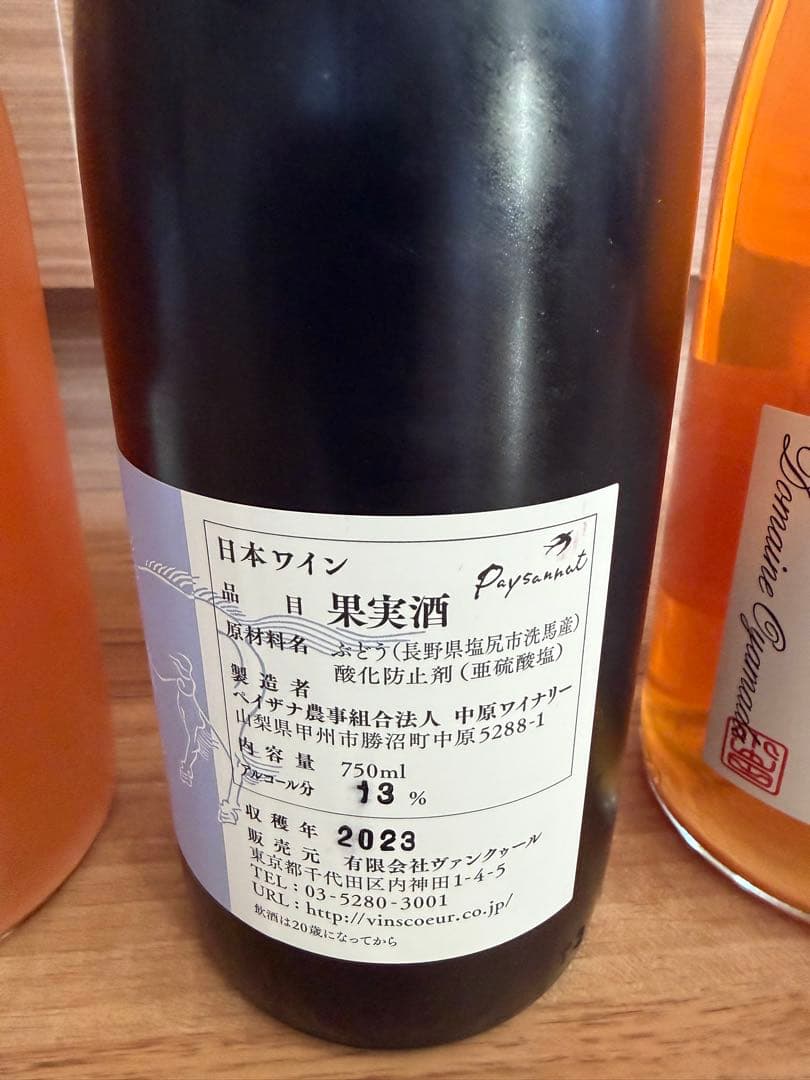 日本ワイン
Paysannat
品目 果実酒
原材料名 ぶどう(長野県塩尻市洗馬産)
酸化防止剤(亜硫酸塩)
製造者
ペイザナ農事組合法人 中原ワイナリー
山梨県甲州市勝沼町中原5288-1
内容量 750ml
アルコール分 13 %
収穫年 2023
販売元 有限会社ヴァンクゥール
東京都千代田区内神田1-4-5
TEL : 03-5280-3001
URL : http://vinscoeur.co.jp/
飲酒は20歳になってから
Domaine Oyamada